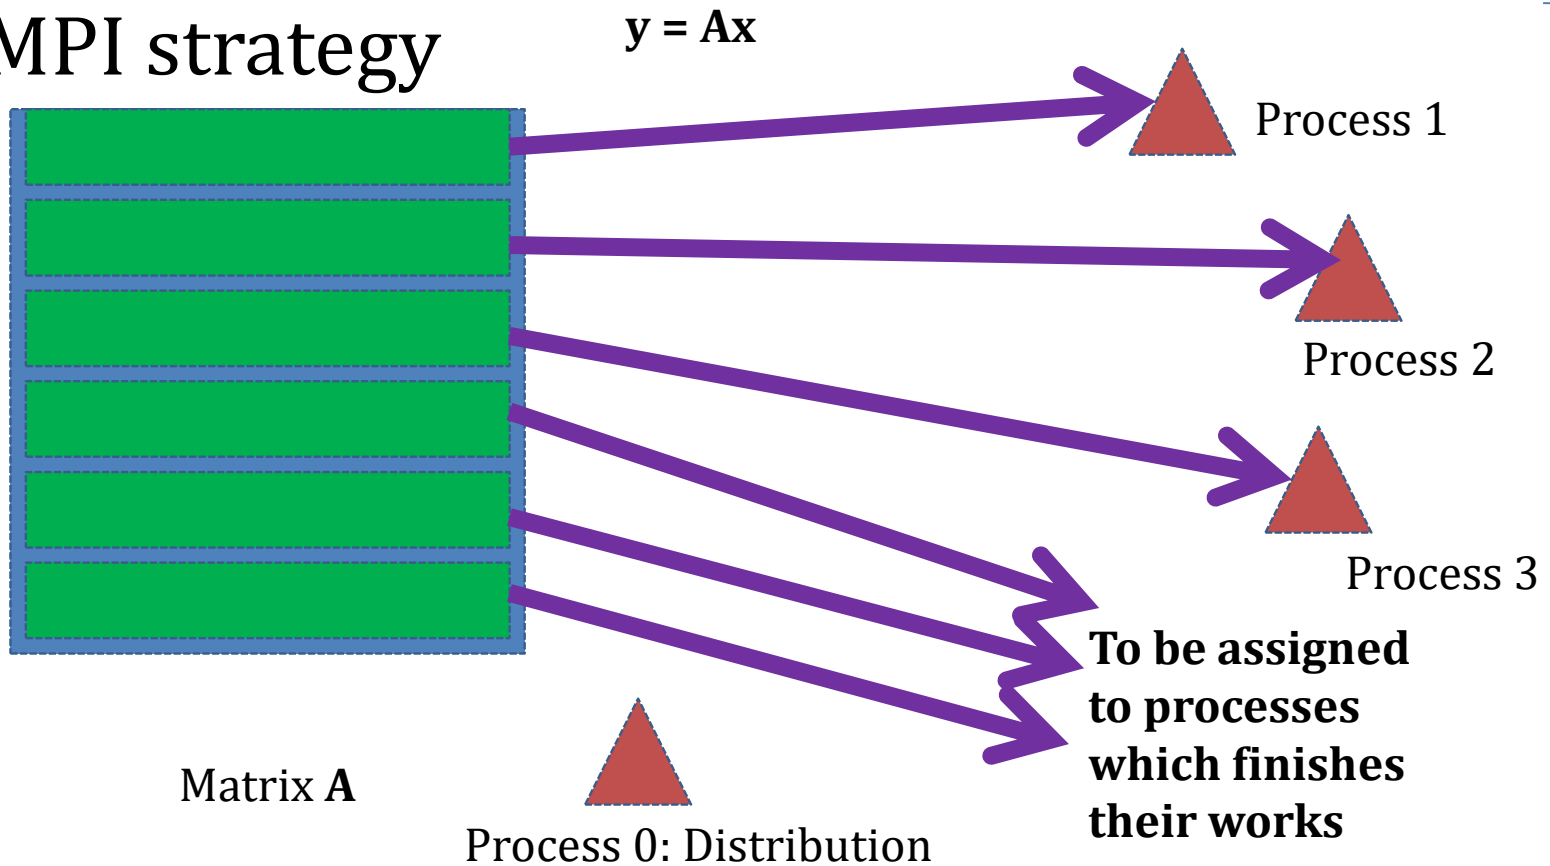 MPI strategy
y = Ax
Process 1
Process 2
Process 3
To be assigned
to processes
which finishes
their works
Matrix A
Process 0: Distribution